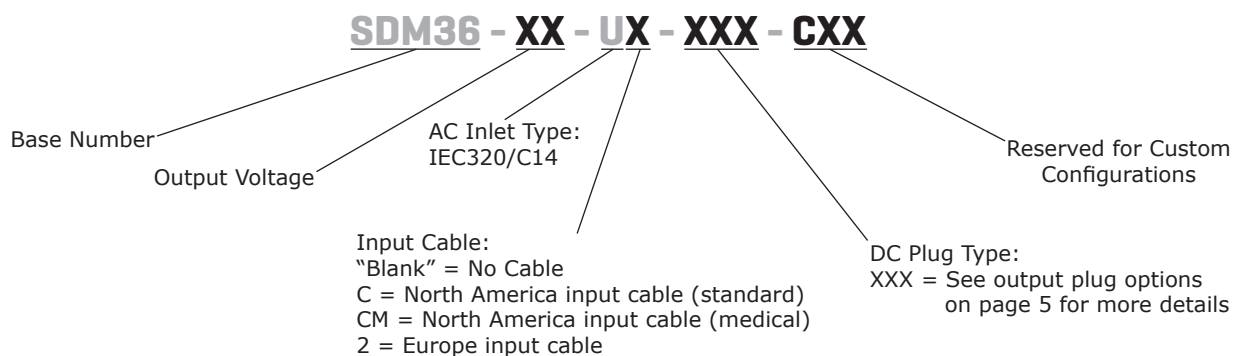 SDM36 - XX - UX - XXX - CXX
Base Number
Output Voltage
AC Inlet Type:
IEC320/C14
Input Cable:
“Blank” = No Cable
C = North America input cable (standard)
CM = North America input cable (medical)
2 = Europe input cable
DC Plug Type:
XXX = See output plug options
on page 5 for more details
Reserved for Custom
Configurations